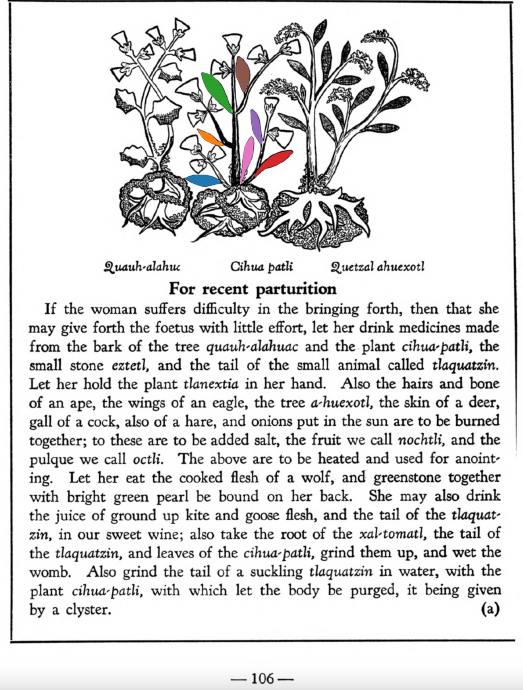 Quauh-alahuc Cihua patli Quetzal ahuexotl
For recent parturition
If the woman suffers difficulty in the bringing forth, then that she
may give forth the foetus with little effort, let her drink medicines made
from the bark of the tree quauh-alahuac and the plant cihua-patli, the
small stone eztetl, and the tail of the small animal called tlaquatzin.
Let her hold the plant tlanextia in her hand. Also the hairs and bone
of an ape, the wings of an eagle, the tree a-huexotl, the skin of a deer,
gall of a cock, also of a hare, and onions put in the sun are to be burned
together; to these are to be added salt, the fruit we call nochtli, and the
pulque we call octli. The above are to be heated and used for anoint-
ing. Let her eat the cooked flesh of a wolf, and greenstone together
with bright green pearl be bound on her back. She may also drink
the juice of ground up kite and goose flesh, and the tail of the tlaquat-
zin, in our sweet wine; also take the root of the xal-tomatl, the tail of
the tlaquatzin, and leaves of the cihua-patli, grind them up, and wet the
womb. Also grind the tail of a suckling tlaquatzin in water, with the
plant cihua-patli, with which let the body be purged, it being given
by a clyster. (a)
— 106 —